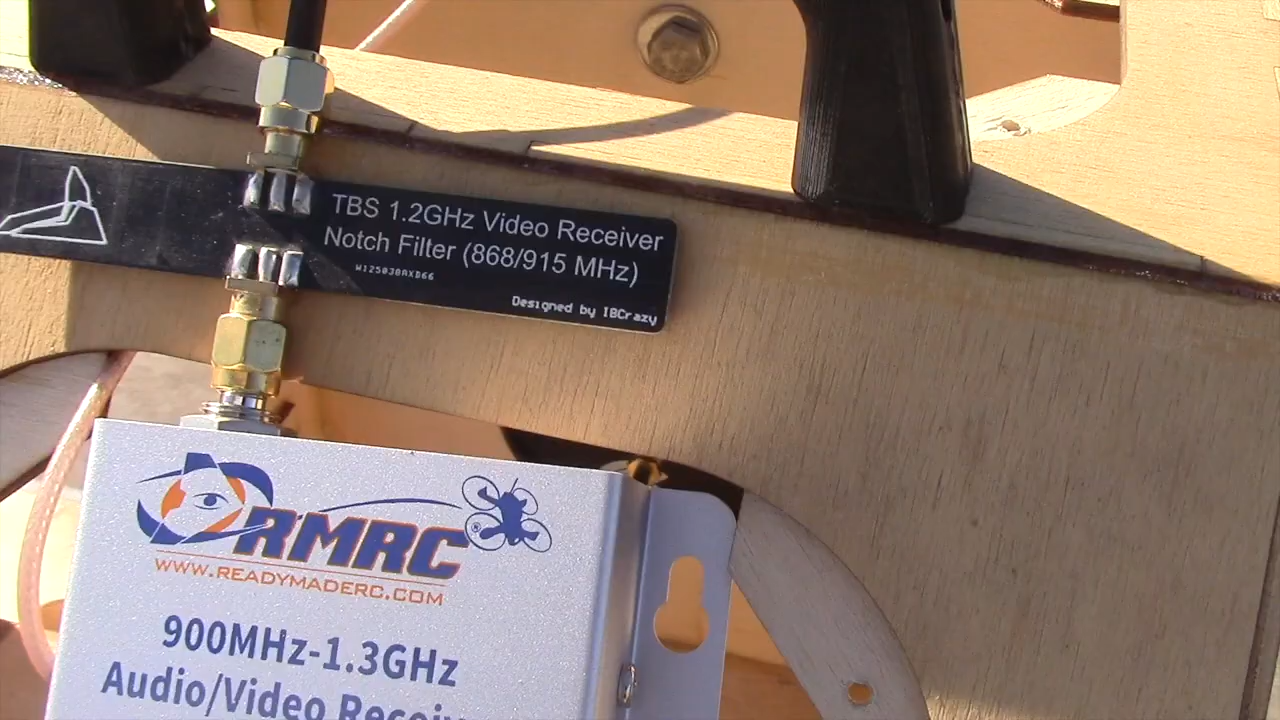 TBS 1.2GHz Video Receiver
Notch Filter (868/915 MHz)
W125030AXD66
Designed by IBCrazy
RMRC
WWW.READYMADERC.COM
900MHz-1.3GHz
Audio/Video